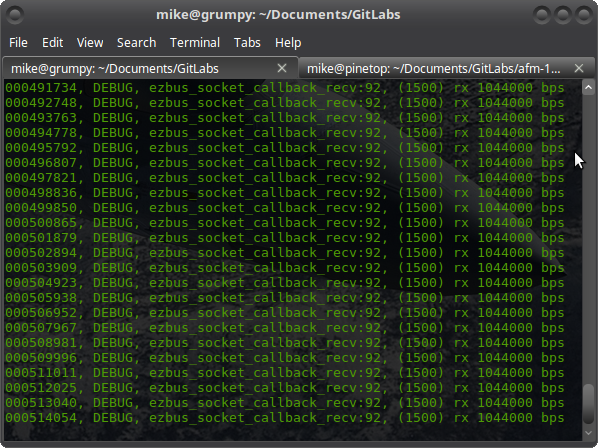 mike@grumpy: ~/Documents/GitLabs
File Edit View Search Terminal Tabs Help
mike@grumpy: ~/Documents/GitLabs
mike@pinetop: ~/Documents/GitLabs/afm-1...
000491734, DEBUG, ezbus_socket_callback_recv:92, (1500) rx 1044000 bps
000492748, DEBUG, ezbus_socket_callback_recv:92, (1500) rx 1044000 bps
000493763, DEBUG, ezbus_socket_callback_recv:92, (1500) rx 1044000 bps
000494778, DEBUG, ezbus_socket_callback_recv:92, (1500) rx 1044000 bps
000495792, DEBUG, ezbus_socket_callback_recv:92, (1500) rx 1044000 bps
000496807, DEBUG, ezbus_socket_callback_recv:92, (1500) rx 1044000 bps
000497821, DEBUG, ezbus_socket_callback_recv:92, (1500) rx 1044000 bps
000498836, DEBUG, ezbus_socket_callback_recv:92, (1500) rx 1044000 bps
000499850, DEBUG, ezbus_socket_callback_recv:92, (1500) rx 1044000 bps
000500865, DEBUG, ezbus_socket_callback_recv:92, (1500) rx 1044000 bps
000501879, DEBUG, ezbus_socket_callback_recv:92, (1500) rx 1044000 bps
000502894, DEBUG, ezbus_socket_callback_recv:92, (1500) rx 1044000 bps
000503909, DEBUG, ezbus_socket_callback_recv:92, (1500) rx 1044000 bps
000504923, DEBUG, ezbus_socket_callback_recv:92, (1500) rx 1044000 bps
000505938, DEBUG, ezbus_socket_callback_recv:92, (1500) rx 1044000 bps
000506952, DEBUG, ezbus_socket_callback_recv:92, (1500) rx 1044000 bps
000507967, DEBUG, ezbus_socket_callback_recv:92, (1500) rx 1044000 bps
000508981, DEBUG, ezbus_socket_callback_recv:92, (1500) rx 1044000 bps
000509996, DEBUG, ezbus_socket_callback_recv:92, (1500) rx 1044000 bps
000511011, DEBUG, ezbus_socket_callback_recv:92, (1500) rx 1044000 bps
000512025, DEBUG, ezbus_socket_callback_recv:92, (1500) rx 1044000 bps
000513040, DEBUG, ezbus_socket_callback_recv:92, (1500) rx 1044000 bps
000514054, DEBUG, ezbus_socket_callback_recv:92, (1500) rx 1044000 bps